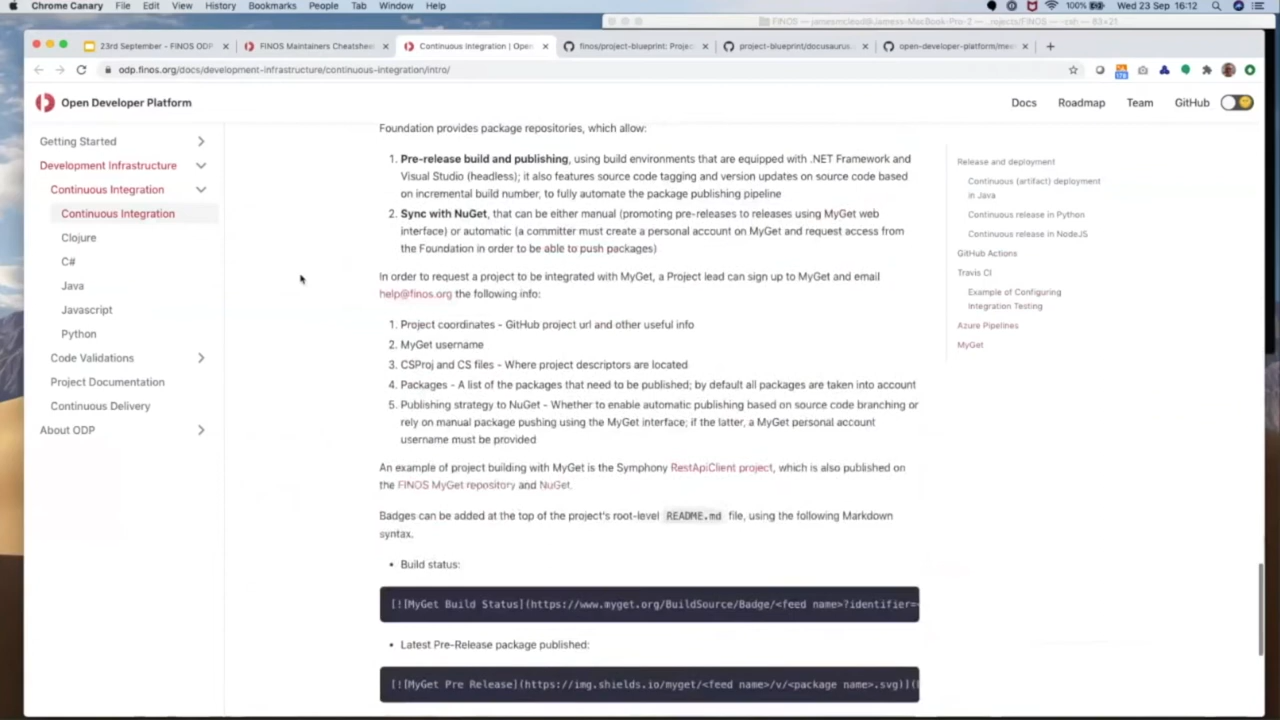 Chrome Canary File Edit View History Bookmarks People Tab Window Help 100% Wed 23 Sep 16:12
FINOS — jamesmclead@Jamess-MacBook-Pro-2
23rd September - FINOS ODP
FINOS Maintainers Cheatshee
Continuous Integration | Open
finos/project-blueprint: Projec
project-blueprint/docusaurus.
open-developer-platform/me
odp.finos.org/docs/development-infrastructure/continuous-integration/intro/
Open Developer Platform
Docs Roadmap Team GitHub
Getting Started
Development Infrastructure
Continuous Integration
Continuous Integration
Clojure
C#
Java
Javascript
Python
Code Validations
Project Documentation
Continuous Delivery
About ODP
Foundation provides package repositories, which allow:
1. Pre-release build and publishing, using build environments that are equipped with .NET Framework and
Visual Studio (headless); it also features source code tagging and version updates on source code based
on incremental build number, to fully automate the package publishing pipeline
2. Sync with NuGet, that can be either manual (promoting pre-releases to releases using MyGet web
interface) or automatic (a committer must create a personal account on MyGet and request access from
the Foundation in order to be able to push packages)
In order to request a project to be integrated with MyGet, a Project lead can sign up to MyGet and email
help@finos.org the following info:
1. Project coordinates - GitHub project url and other useful info
2. MyGet username
3. CSProj and CS files - Where project descriptors are located
4. Packages - A list of the packages that need to be published; by default all packages are taken into account
5. Publishing strategy to NuGet - Whether to enable automatic publishing based on source code branching or
rely on manual package pushing using the MyGet interface; if the latter, a MyGet personal account
username must be provided
An example of project building with MyGet is the Symphony RestApiClient project, which is also published on
the FINOS MyGet repository and NuGet.
Badges can be added at the top of the project's root-level README.md file, using the following Markdown
syntax.
• Build status:
[![MyGet Build Status](https://www.myget.org/BuildSource/Badge/<feed name>?identifier=<
• Latest Pre-Release package published:
[![MyGet Pre Release](https://img.shields.io/myget/<feed name>/v/<package name>.svg)](
Release and deployment
Continuous (artifact) deployment
in Java
Continuous release in Python
Continuous release in NodeJS
GitHub Actions
Travis CI
Example of Configuring
Integration Testing
Azure Pipelines
MyGet